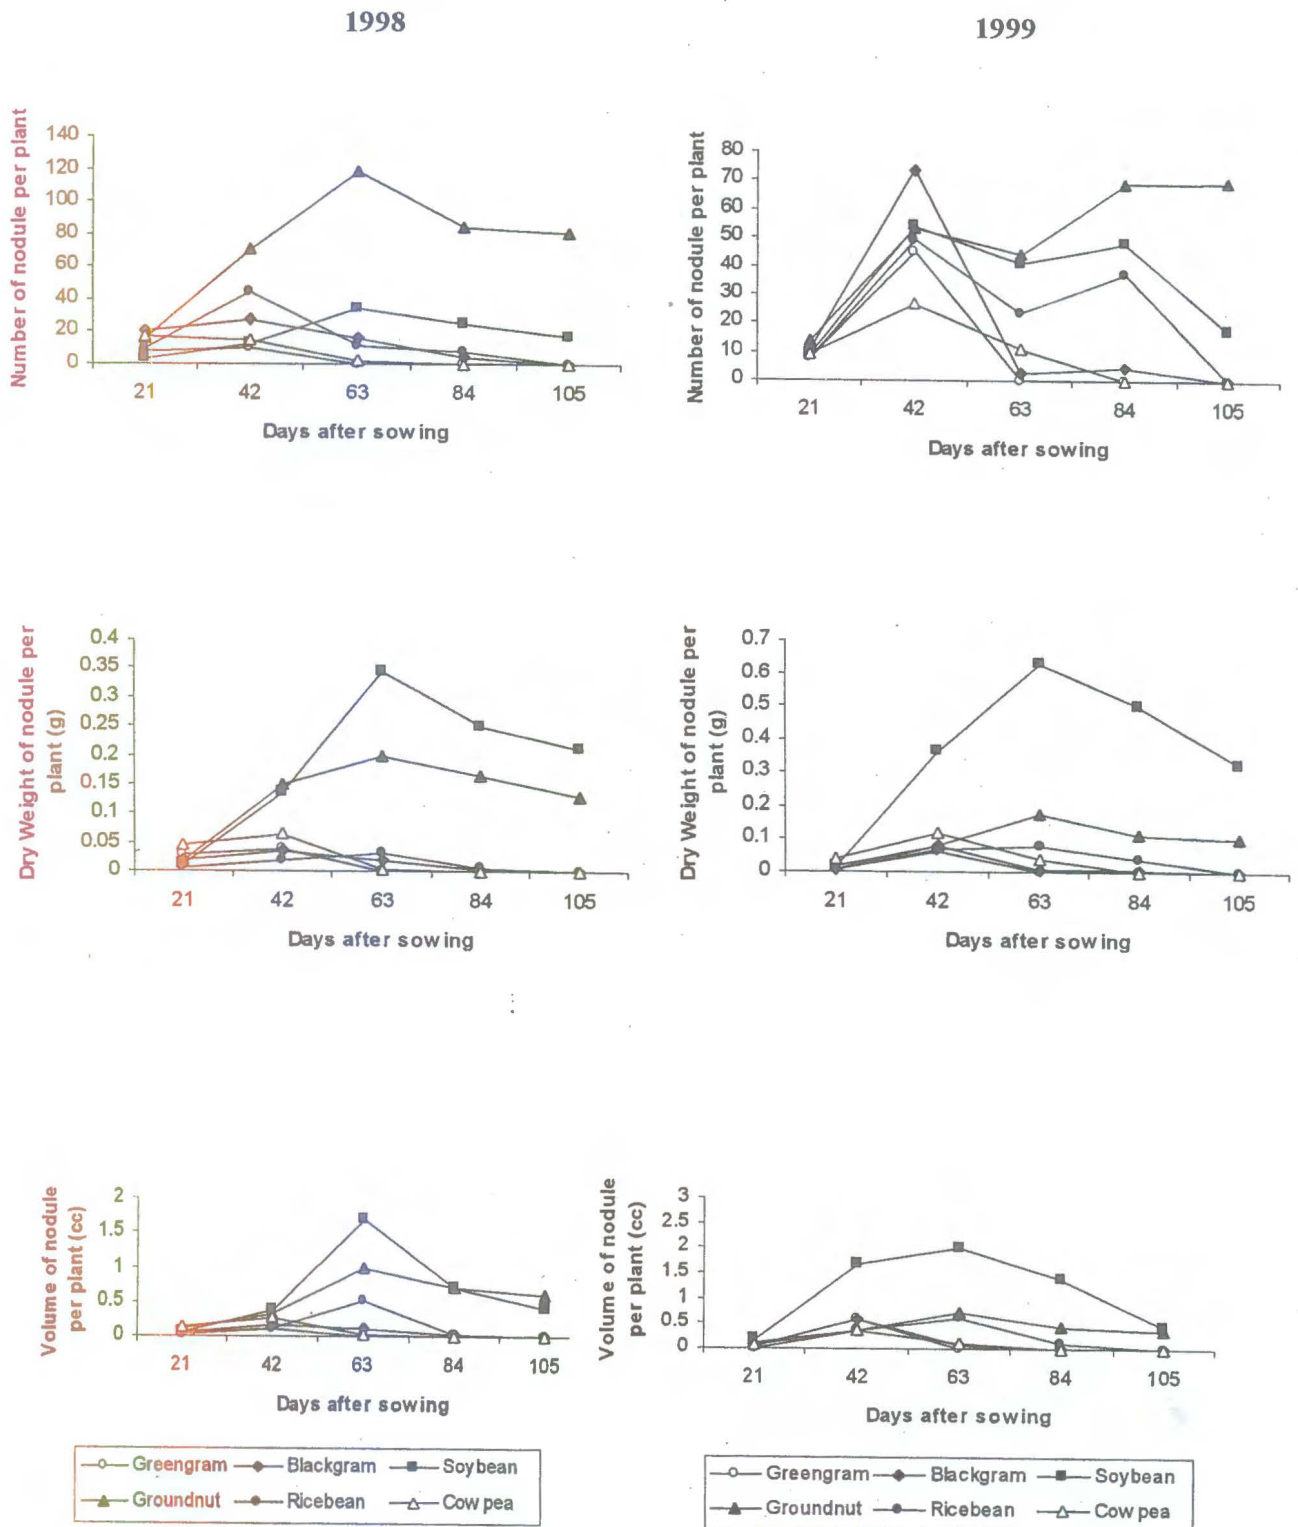 1998
1999
Number of nodule per plant
140
120
100
80
60
40
20
0
21 42 63 84 105
Days after sowing
Number of nodule per plant
80
70
60
50
40
30
20
10
0
21 42 63 84 105
Days after sowing
Dry Weight of nodule per
plant (g)
0.4
0.35
0.3
0.25
0.2
0.15
0.1
0.05
0
21 42 63 84 105
Days after sowing
Dry Weight of nodule per
plant (g)
0.7
0.6
0.5
0.4
0.3
0.2
0.1
0
21 42 63 84 105
Days after sowing
Volume of nodule
per plant (cc)
2
1.5
1
0.5
0
21 42 63 84 105
Days after sowing
Volume of nodule
per plant (cc)
3
2.5
2
1.5
1
0.5
0
21 42 63 84 105
Days after sowing
Greengram Blackgram Soybean
Groundnut Ricebean Cow pea
Greengram Blackgram Soybean
Groundnut Ricebean Cow pea